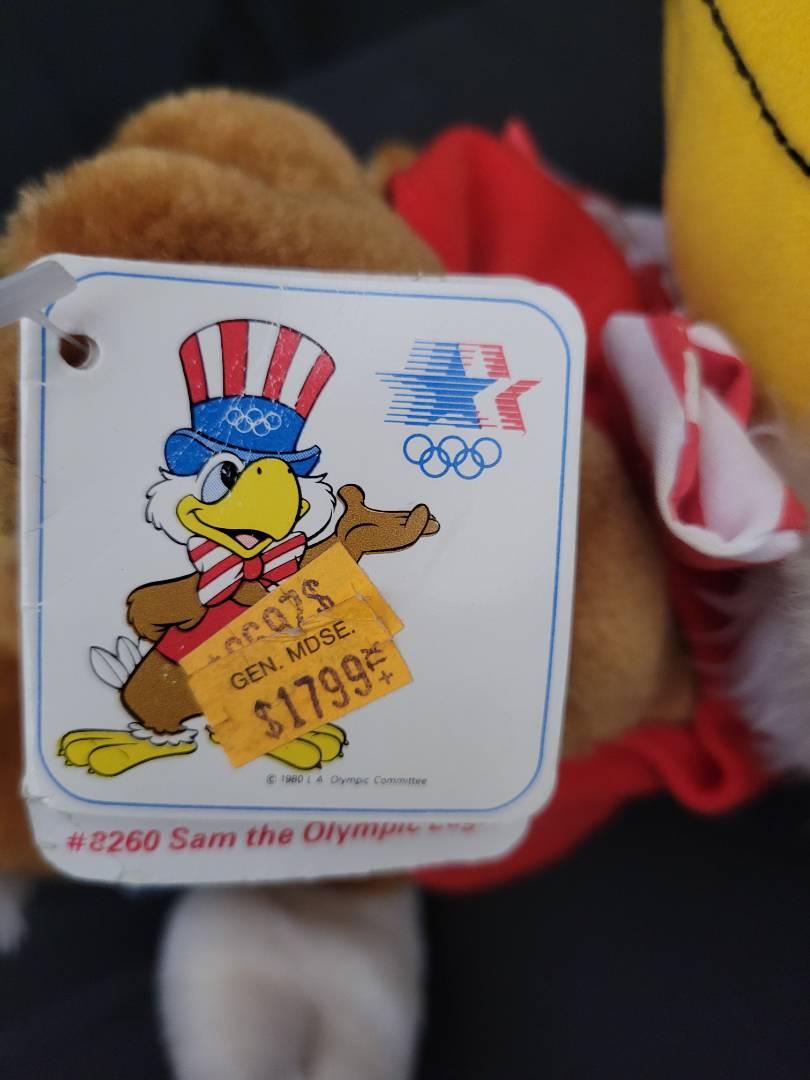 GEN. MDSE.
$1799
© 1980 L.A. Olympic Committee
#8260 Sam the Olympic